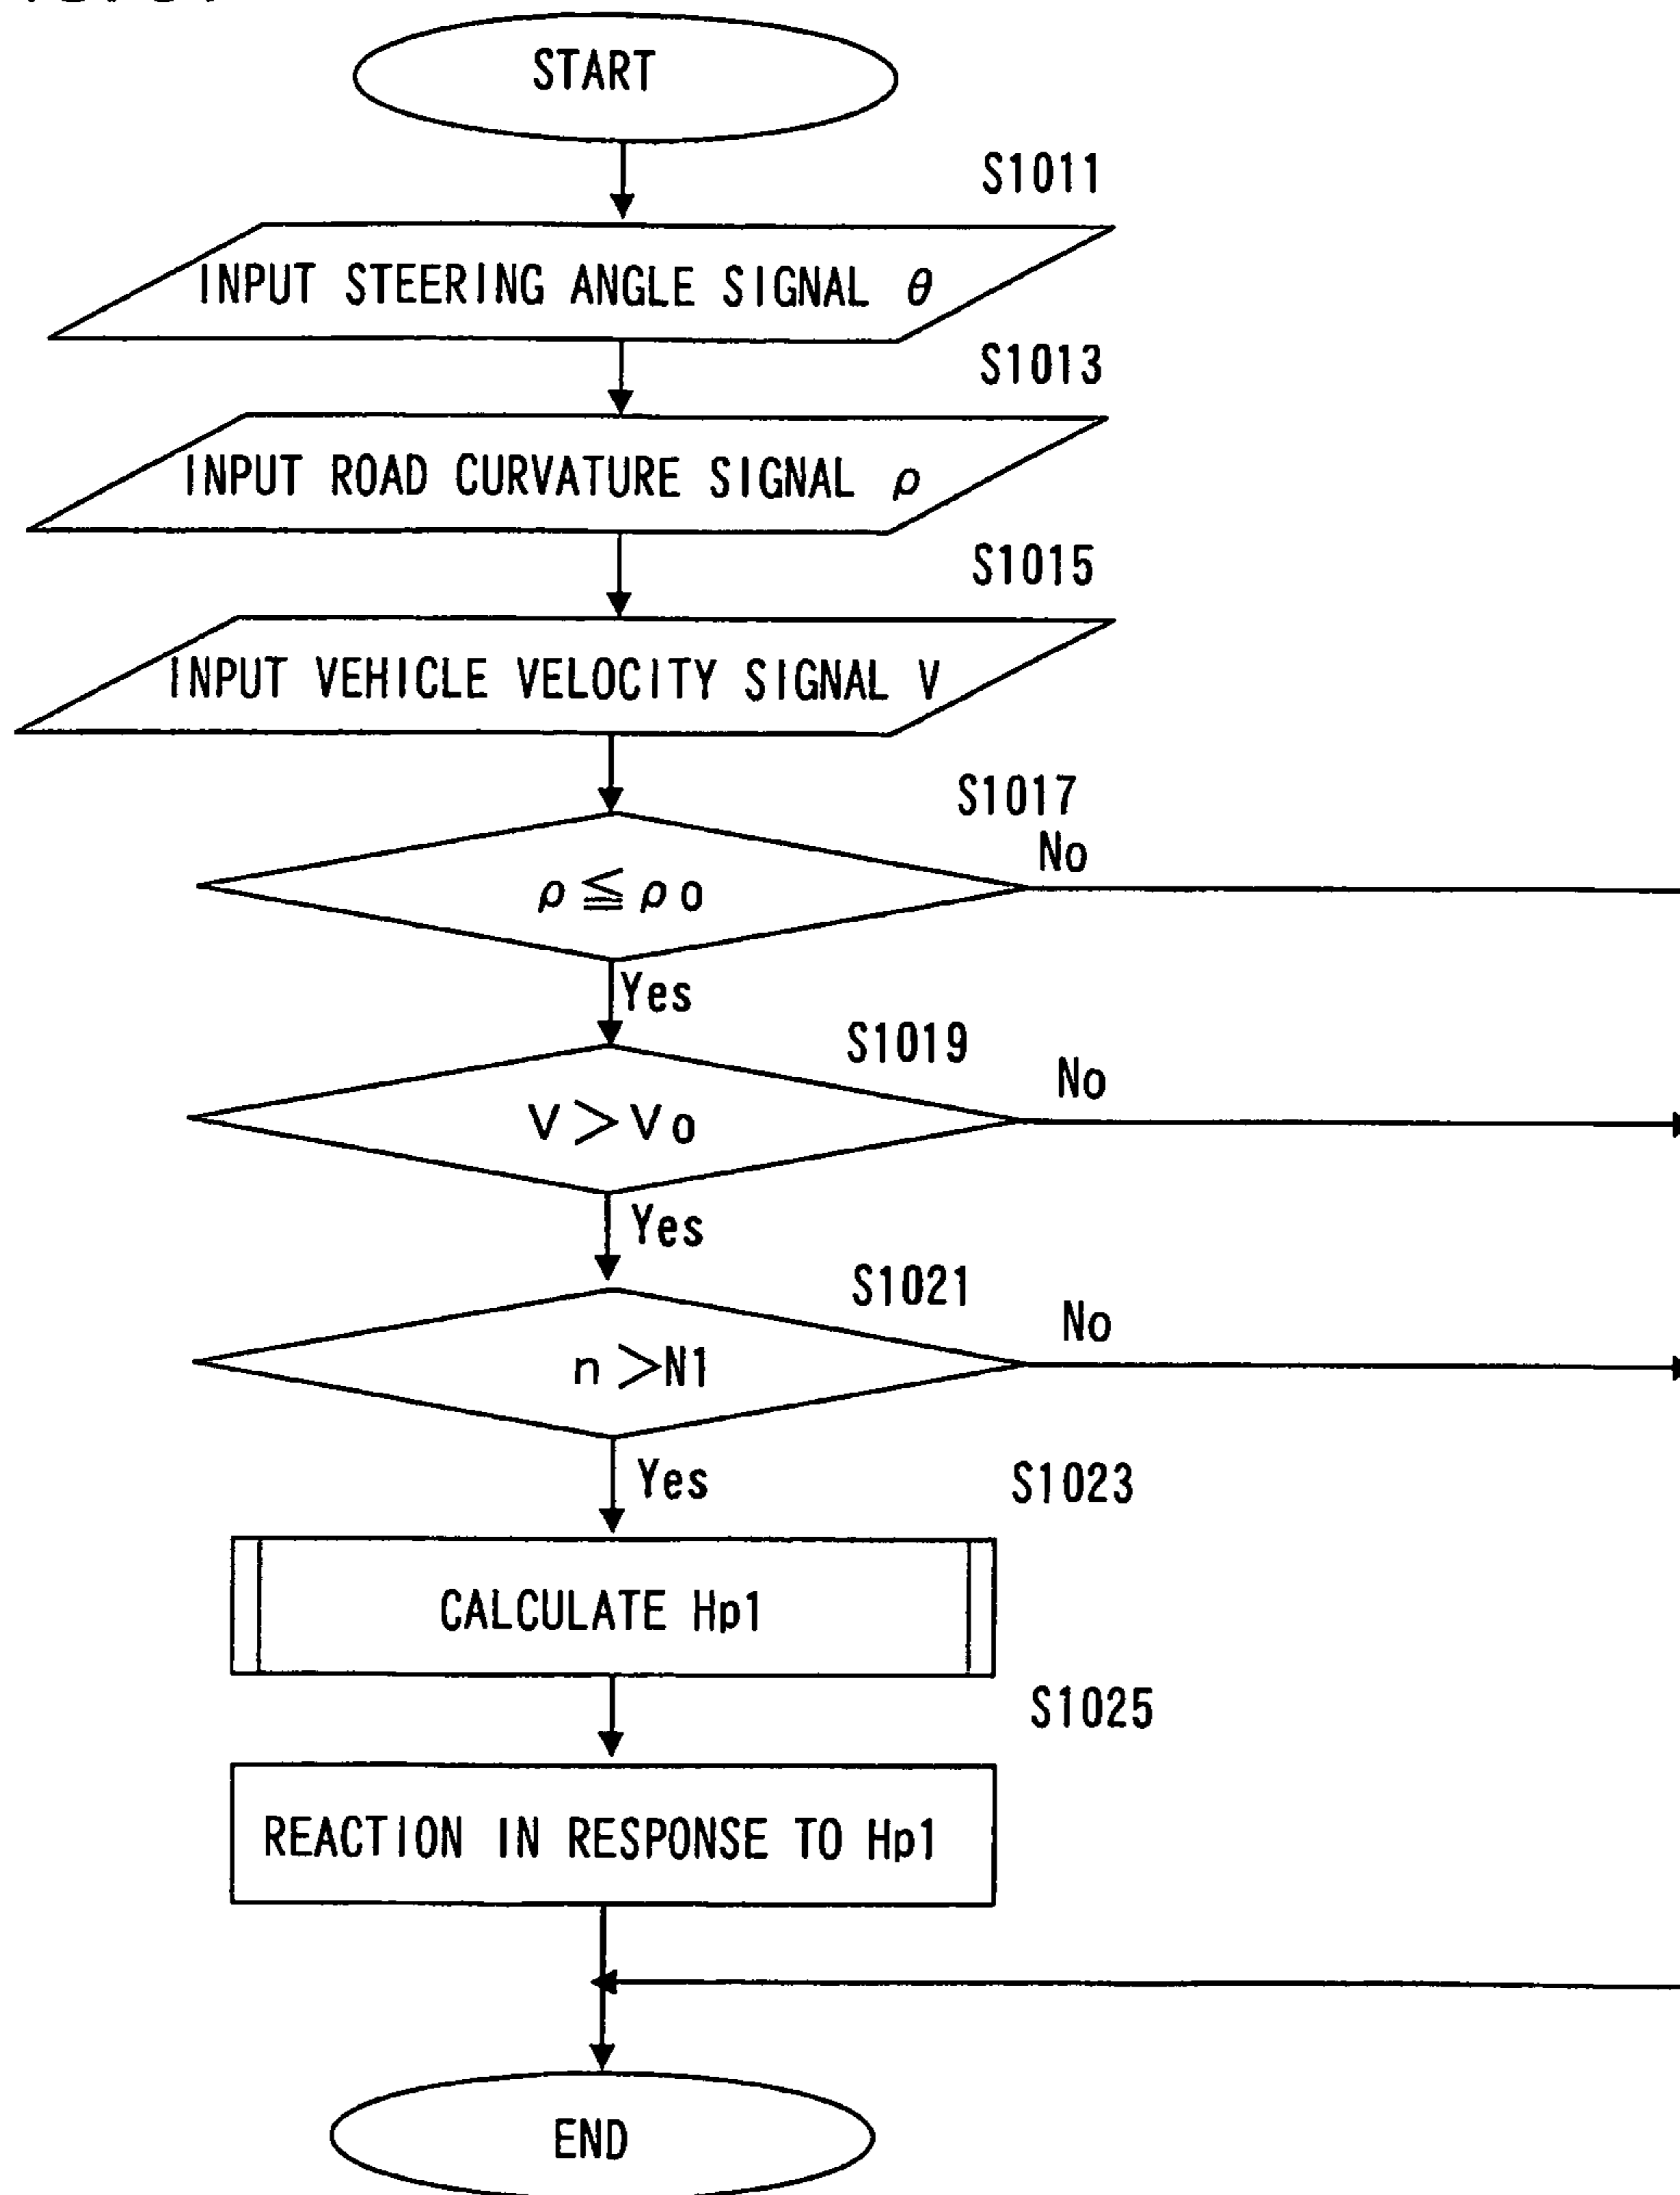 START
S1011
INPUT STEERING ANGLE SIGNAL θ
S1013
INPUT ROAD CURVATURE SIGNAL ρ
S1015
INPUT VEHICLE VELOCITY SIGNAL V
S1017
No
ρ ≦ ρo
Yes
S1019
No
V > Vo
Yes
S1021
No
n >N1
Yes
S1023
CALCULATE Hp1
S1025
REACTION IN RESPONSE TO Hp1
END